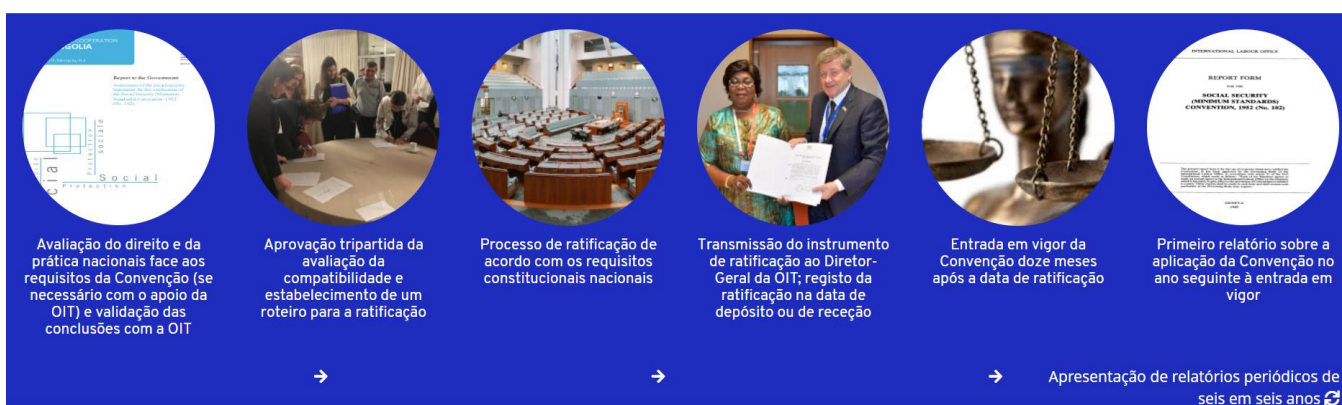 GOLIA
Report to the Government
Social
Protection
Avaliação do direito e da
prática nacionais face aos
requisitos da Convenção (se
necessário com o apoio da
OIT) e validação das
conclusões com a OIT
Aprovação tripartida da
avaliação da
compatibilidade e
estabelecimento de um
roteiro para a ratificação
Processo de ratificação de
acordo com os requisitos
constitucionais nacionais
Transmissão do instrumento
de ratificação ao Diretor-
Geral da OIT; registo da
ratificação na data de
depósito ou de receção
Entrada em vigor da
Convenção doze meses
após a data de ratificação
INTERNATIONAL LABOUR OFFICE
REPORT FORM
FOR THE
SOCIAL SECURITY
(MINIMUM STANDARDS)
CONVENTION, 1952 (No. 102)
GENEVA
Primeiro relatório sobre a
aplicação da Convenção no
ano seguinte à entrada em
vigor
Apresentação de relatórios periódicos de
seis em seis anos